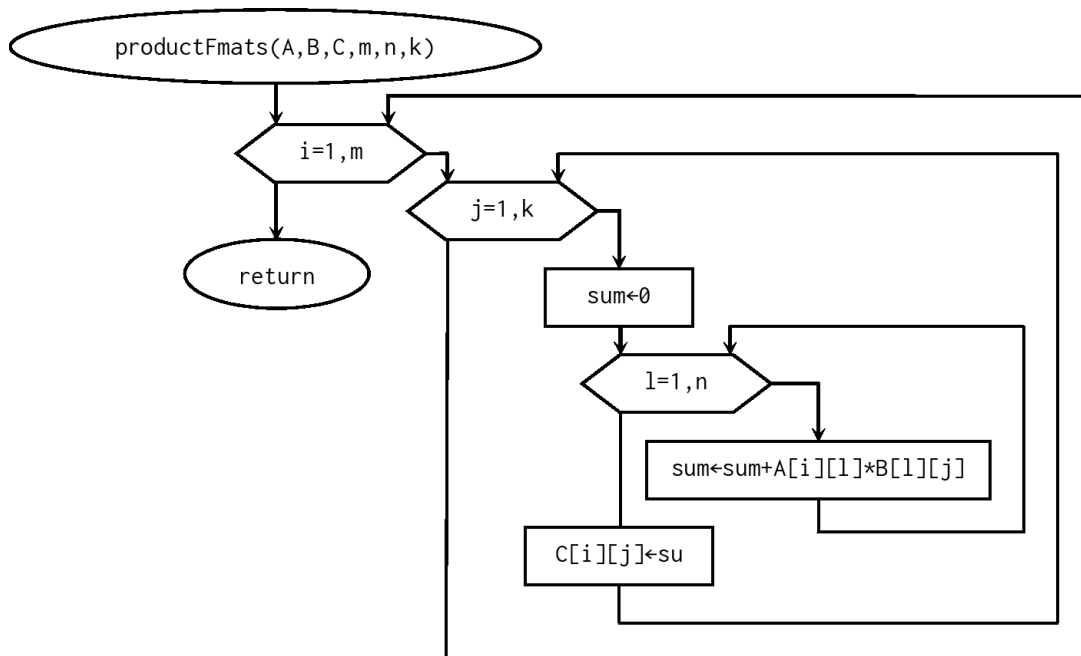 productFmats(A,B,C,m,n,k)
i=1,m
j=1,k
return
sum←0
l=1,n
sum←sum+A[i][l]*B[l][j]
C[i][j]←su